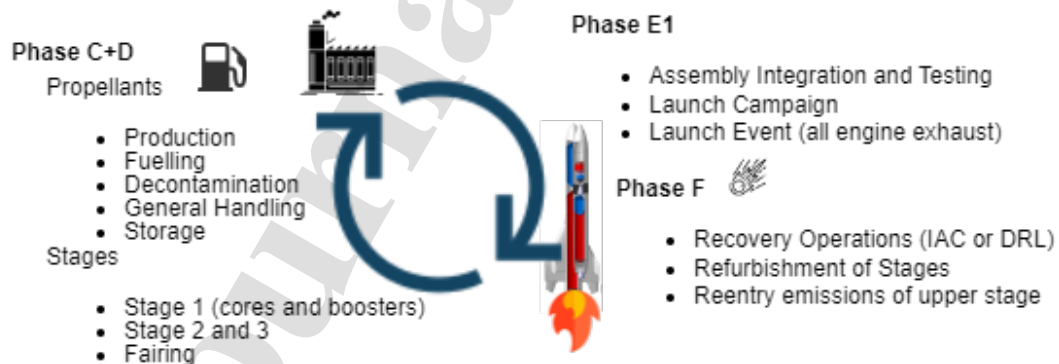 Phase C+D
Propellants
Production
Fuelling
Decontamination
General Handling
Storage
Stages
Stage 1 (cores and boosters)
Stage 2 and 3
Fairing
Phase E1
Assembly Integration and Testing
Launch Campaign
Launch Event (all engine exhaust)
Phase F
Recovery Operations (IAC or DRL)
Refurbishment of Stages
Reentry emissions of upper stage